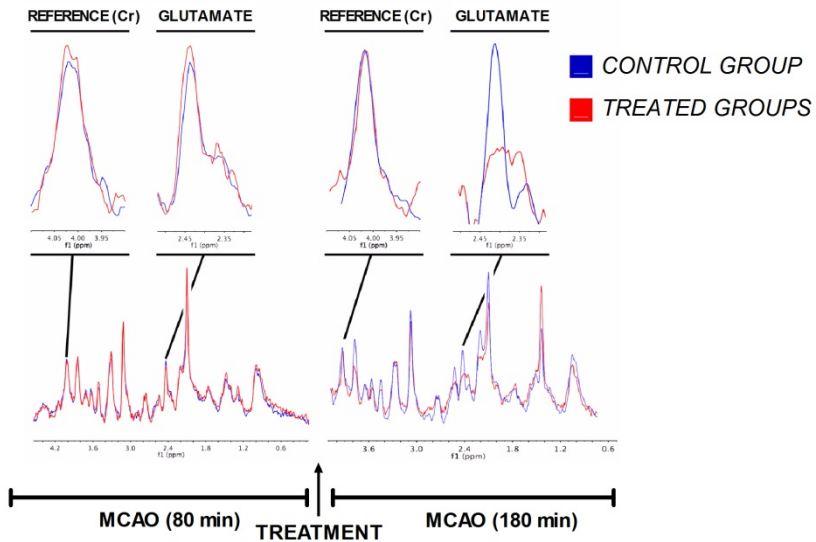 REFERENCE (Cr) GLUTAMATE REFERENCE (Cr) GLUTAMATE
CONTROL GROUP
TREATED GROUPS
4.05 4.00 3.95
f1 (ppm)
2.45 2.35
f1 (ppm)
4.05 4.00 3.95
f1 (ppm)
2.45 2.35
f1 (ppm)
4.2 3.6 3.0 2.4 1.8 1.2 0.6
f1 (ppm)
3.6 3.0 2.4 1.8 1.2 0.6
f1 (ppm)
MCAO (80 min) TREATMENT MCAO (180 min)